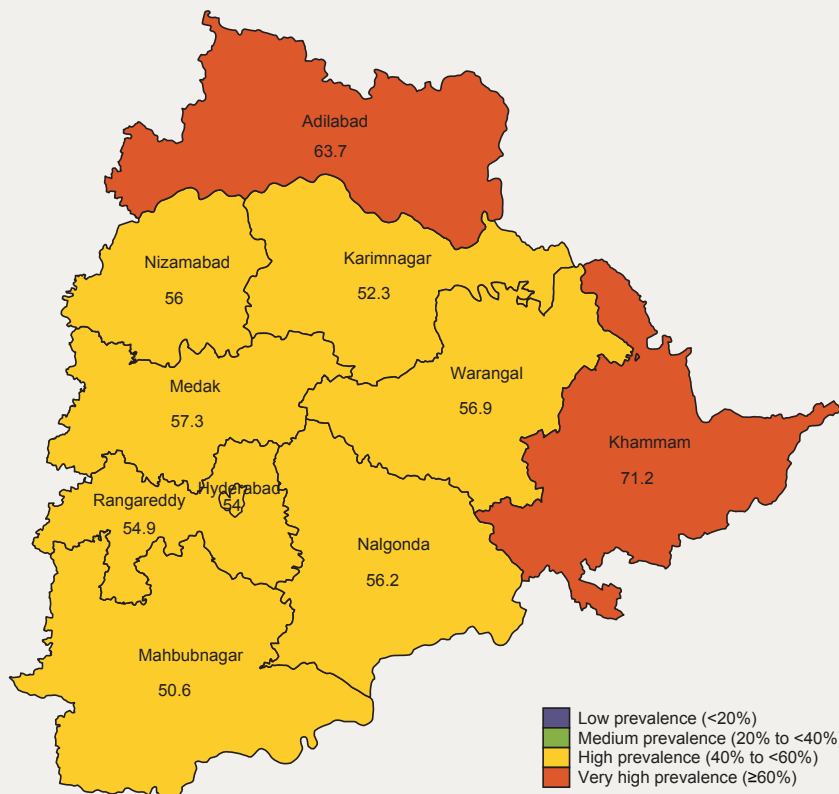 Adilabad
63.7
Nizamabad
56
Karimnagar
52.3
Medak
57.3
Warangal
56.9
Khammam
71.2
Hyderabad
54
Rangareddy
54.9
Nalgonda
56.2
Mahbubnagar
50.6
Low prevalence (<20%)
Medium prevalence (20% to <40%
High prevalence (40% to <60%)
Very high prevalence (≥60%)